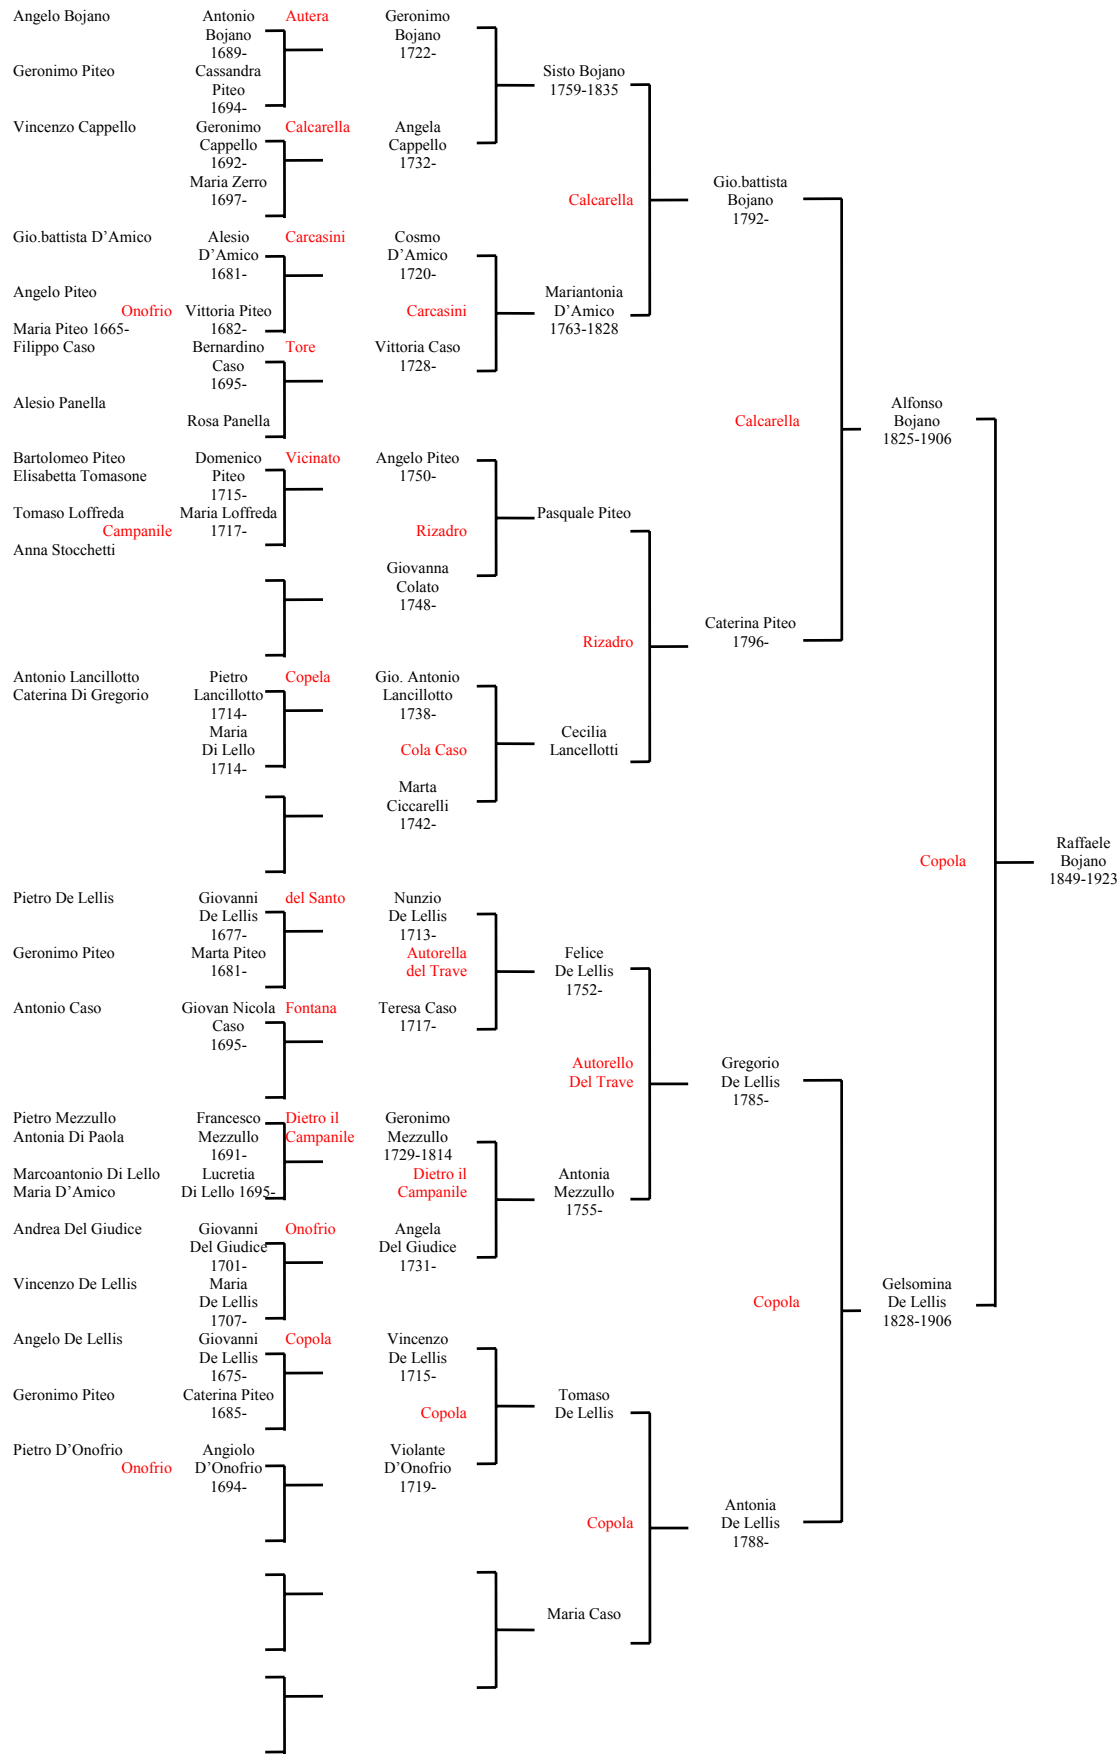 Angelo Bojano
Antonio
Bojano
1689-
Autera
Geronimo
Bojano
1722-
Geronimo Piteo
Cassandra
Piteo
1694-
Sisto Bojano
1759-1835
Vincenzo Cappello
Geronimo
Cappello
1692-
Calcarella
Angela
Cappello
1732-
Maria Zerro
1697-
Calcarella
Gio.battista
Bojano
1792-
Gio.battista D’Amico
Alesio
D’Amico
1681-
Carcasini
Cosmo
D’Amico
1720-
Angelo Piteo
Onofrio
Vittoria Piteo
1682-
Carcasini
Mariantonia
D’Amico
1763-1828
Maria Piteo 1665-
Filippo Caso
Bernardino
Caso
1695-
Tore
Vittoria Caso
1728-
Alesio Panella
Rosa Panella
Calcarella
Alfonso
Bojano
1825-1906
Bartolomeo Piteo
Elisabetta Tomasone
Domenico
Piteo
1715-
Vicinato
Angelo Piteo
1750-
Tomaso Loffreda
Campanile
Maria Loffreda
1717-
Rizadro
Pasquale Piteo
Anna Stocchetti
Giovanna
Colato
1748-
Rizadro
Caterina Piteo
1796-
Antonio Lancillotto
Caterina Di Gregorio
Pietro
Lancillotto
1714-
Copela
Gio. Antonio
Lancillotto
1738-
Maria
Di Lello
1714-
Cola Caso
Cecilia
Lancellotti
Marta
Ciccarelli
1742-
Copola
Raffaele
Bojano
1849-1923
Pietro De Lellis
Giovanni
De Lellis
1677-
del Santo
Nunzio
De Lellis
1713-
Geronimo Piteo
Marta Piteo
1681-
Autorella
del Trave
Felice
De Lellis
1752-
Antonio Caso
Giovan Nicola
Caso
1695-
Fontana
Teresa Caso
1717-
Autorello
Del Trave
Gregorio
De Lellis
1785-
Pietro Mezzullo
Antonia Di Paola
Francesco
Mezzullo
1691-
Dietro il
Campanile
Geronimo
Mezzullo
1729-1814
Marcoantonio Di Lello
Maria D’Amico
Lucretia
Di Lello 1695-
Dietro il
Campanile
Antonia
Mezzullo
1755-
Andrea Del Giudice
Giovanni
Del Giudice
1701-
Onofrio
Angela
Del Giudice
1731-
Vincenzo De Lellis
Maria
De Lellis
1707-
Copola
Gelsomina
De Lellis
1828-1906
Angelo De Lellis
Giovanni
De Lellis
1675-
Copola
Vincenzo
De Lellis
1715-
Geronimo Piteo
Caterina Piteo
1685-
Copola
Tomaso
De Lellis
Pietro D’Onofrio
Onofrio
Angiolo
D’Onofrio
1694-
Violante
D’Onofrio
1719-
Copola
Antonia
De Lellis
1788-
Maria Caso